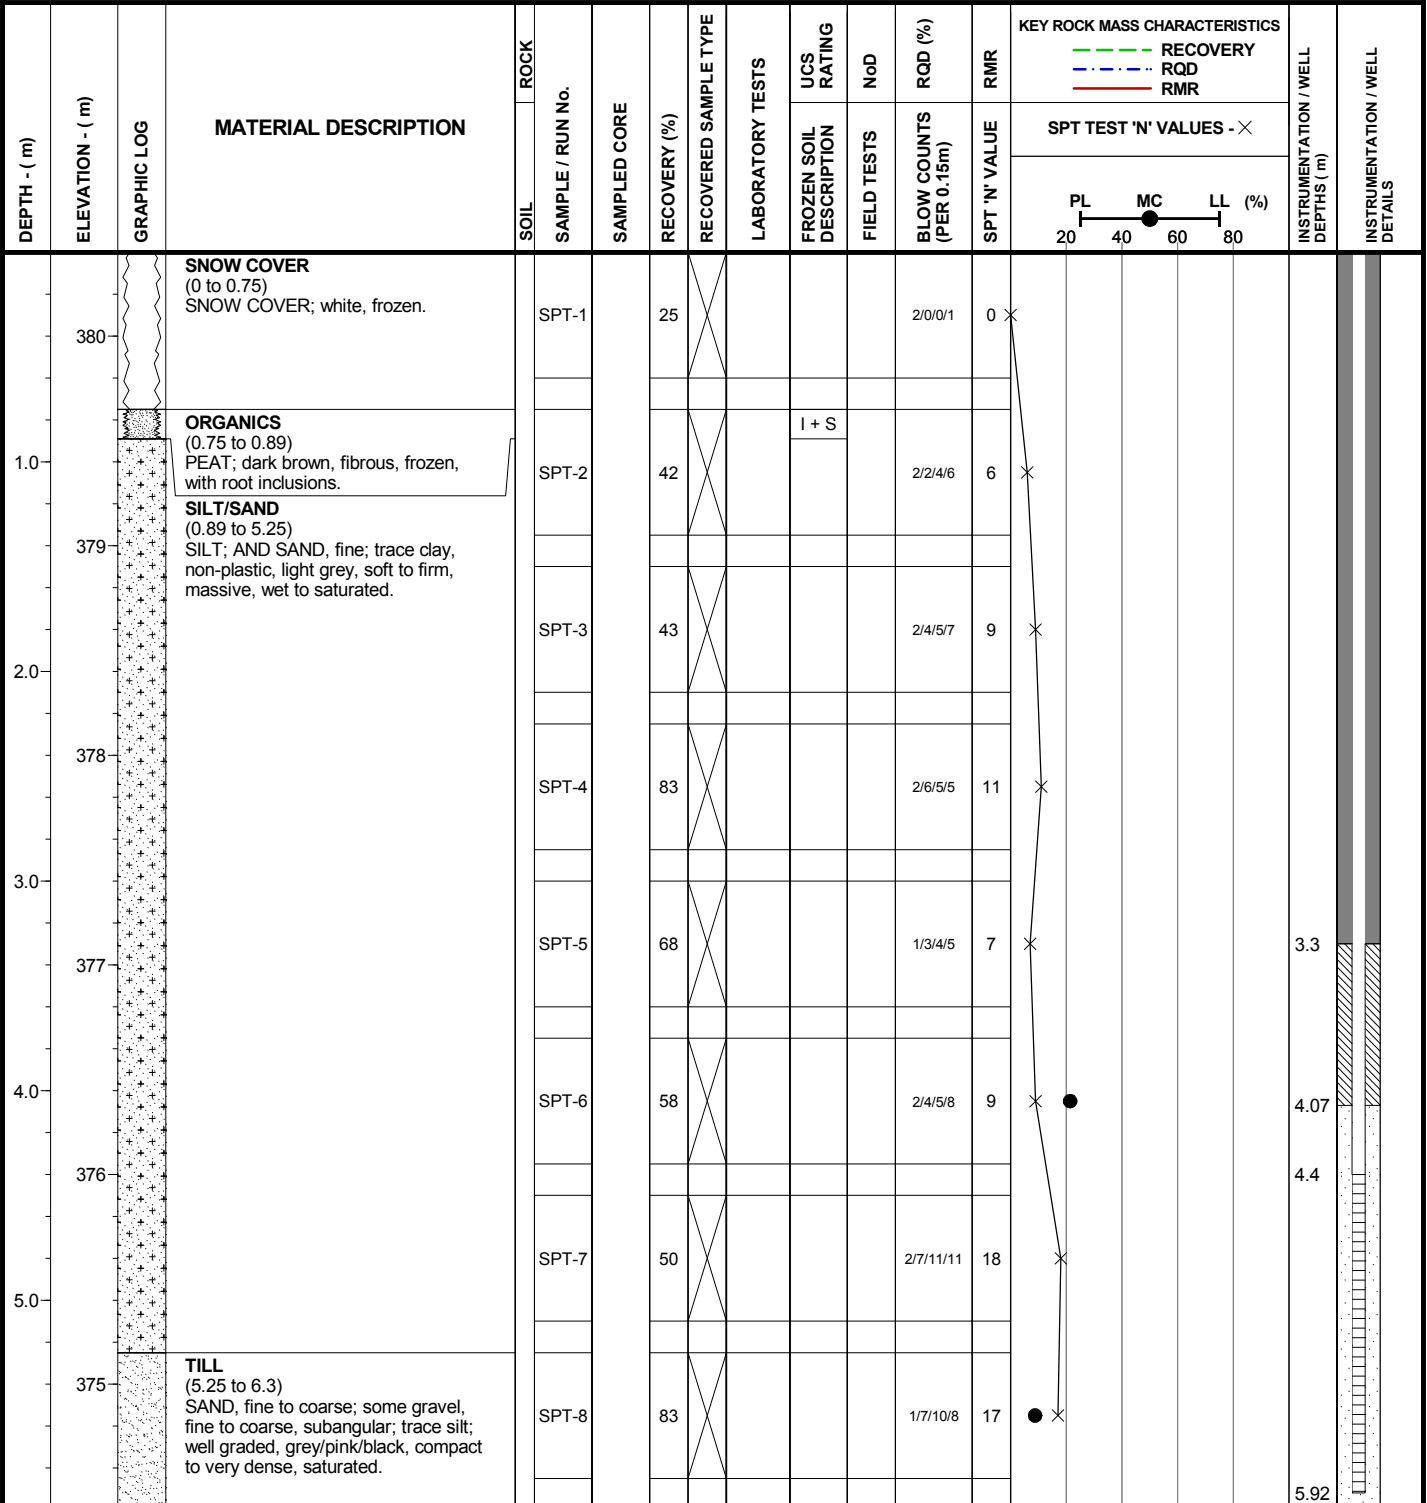 DEPTH - ( m)
ELEVATION - ( m)
GRAPHIC LOG
MATERIAL DESCRIPTION
ROCK
SOIL
SAMPLE / RUN No.
SAMPLED CORE
RECOVERY (%)
RECOVERED SAMPLE TYPE
LABORATORY TESTS
UCS
RATING
FROZEN SOIL
DESCRIPTION
NoD
FIELD TESTS
RQD (%)
BLOW COUNTS
(PER 0.15m)
RMR
SPT 'N' VALUE
KEY ROCK MASS CHARACTERISTICS
RECOVERY
RQD
RMR
SPT TEST 'N' VALUES - ×
PL MC LL (%)
20 40 60 80
INSTRUMENTATION / WELL
DEPTHS ( m)
INSTRUMENTATION / WELL
DETAILS
SNOW COVER
(0 to 0.75)
SNOW COVER; white, frozen.
SPT-1 25 2/0/0/1 0
380
ORGANICS
(0.75 to 0.89)
PEAT; dark brown, fibrous, frozen,
with root inclusions.
I + S
1.0
SPT-2 42 2/2/4/6 6
SILT/SAND
(0.89 to 5.25)
SILT; AND SAND, fine; trace clay,
non-plastic, light grey, soft to firm,
massive, wet to saturated.
379
SPT-3 43 2/4/5/7 9
2.0
378
SPT-4 83 2/6/5/5 11
3.0
SPT-5 68 1/3/4/5 7 3.3
377
4.0
SPT-6 58 2/4/5/8 9 4.07
376
4.4
SPT-7 50 2/7/11/11 18
5.0
TILL
(5.25 to 6.3)
SAND, fine to coarse; some gravel,
fine to coarse, subangular; trace silt;
well graded, grey/pink/black, compact
to very dense, saturated.
375
SPT-8 83 1/7/10/8 17
5.92